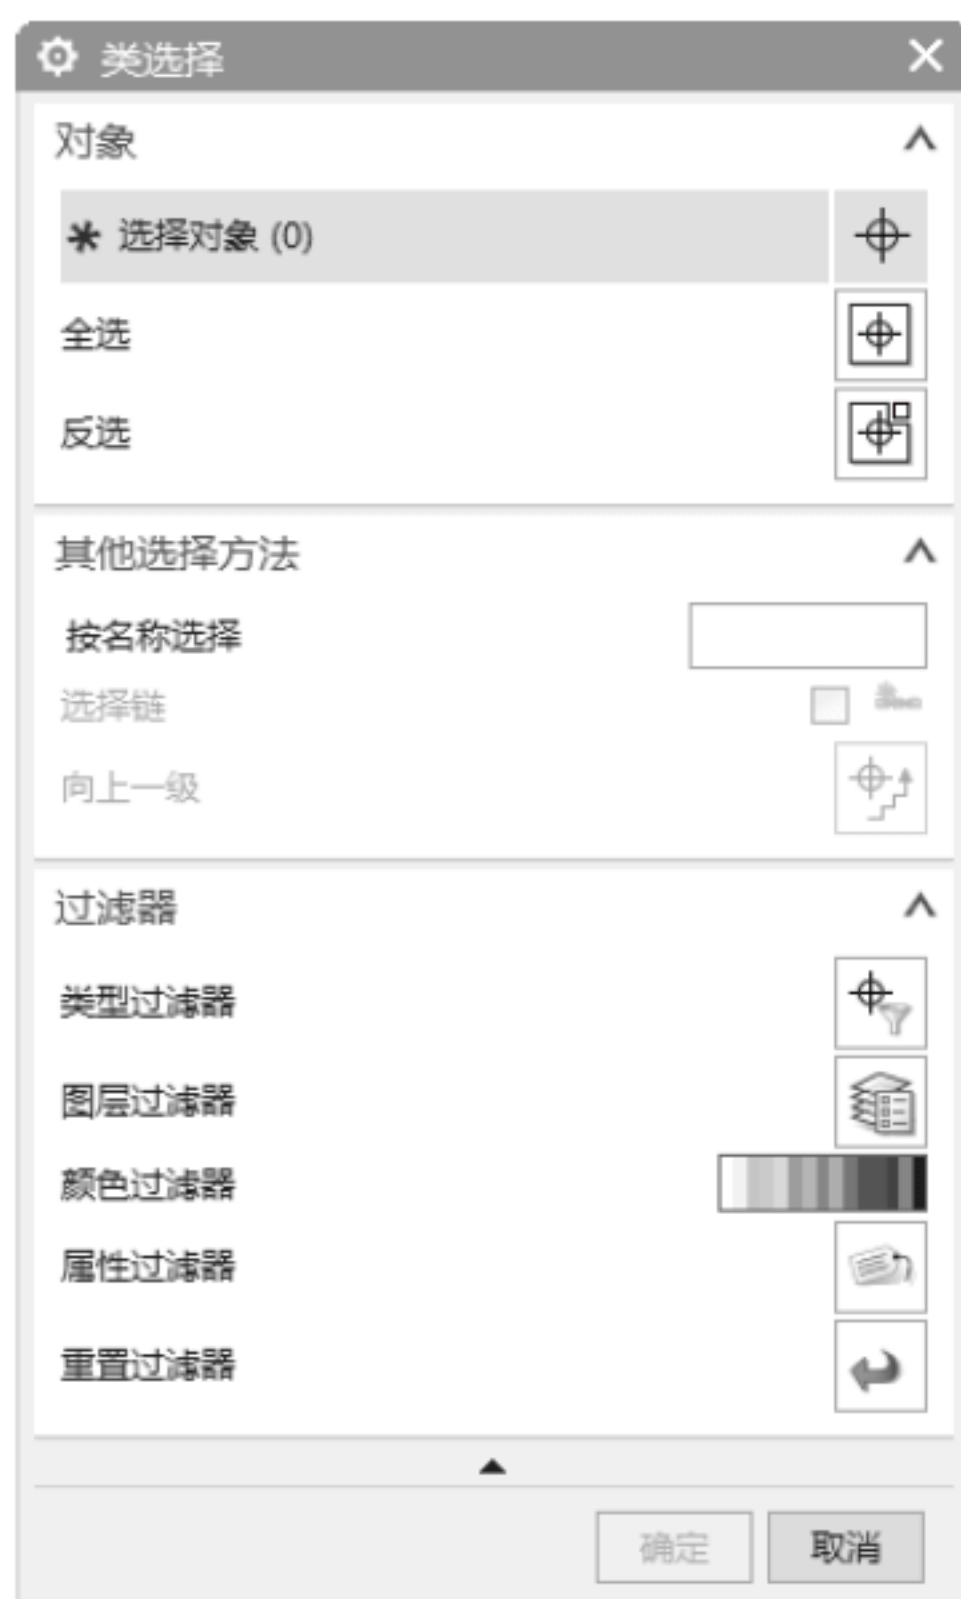 类选择
对象
* 选择对象 (0)
全选
反选
其他选择方法
按名称选择
选择链
向上一级
过滤器
类型过滤器
图层过滤器
颜色过滤器
属性过滤器
重置过滤器
确定 取消